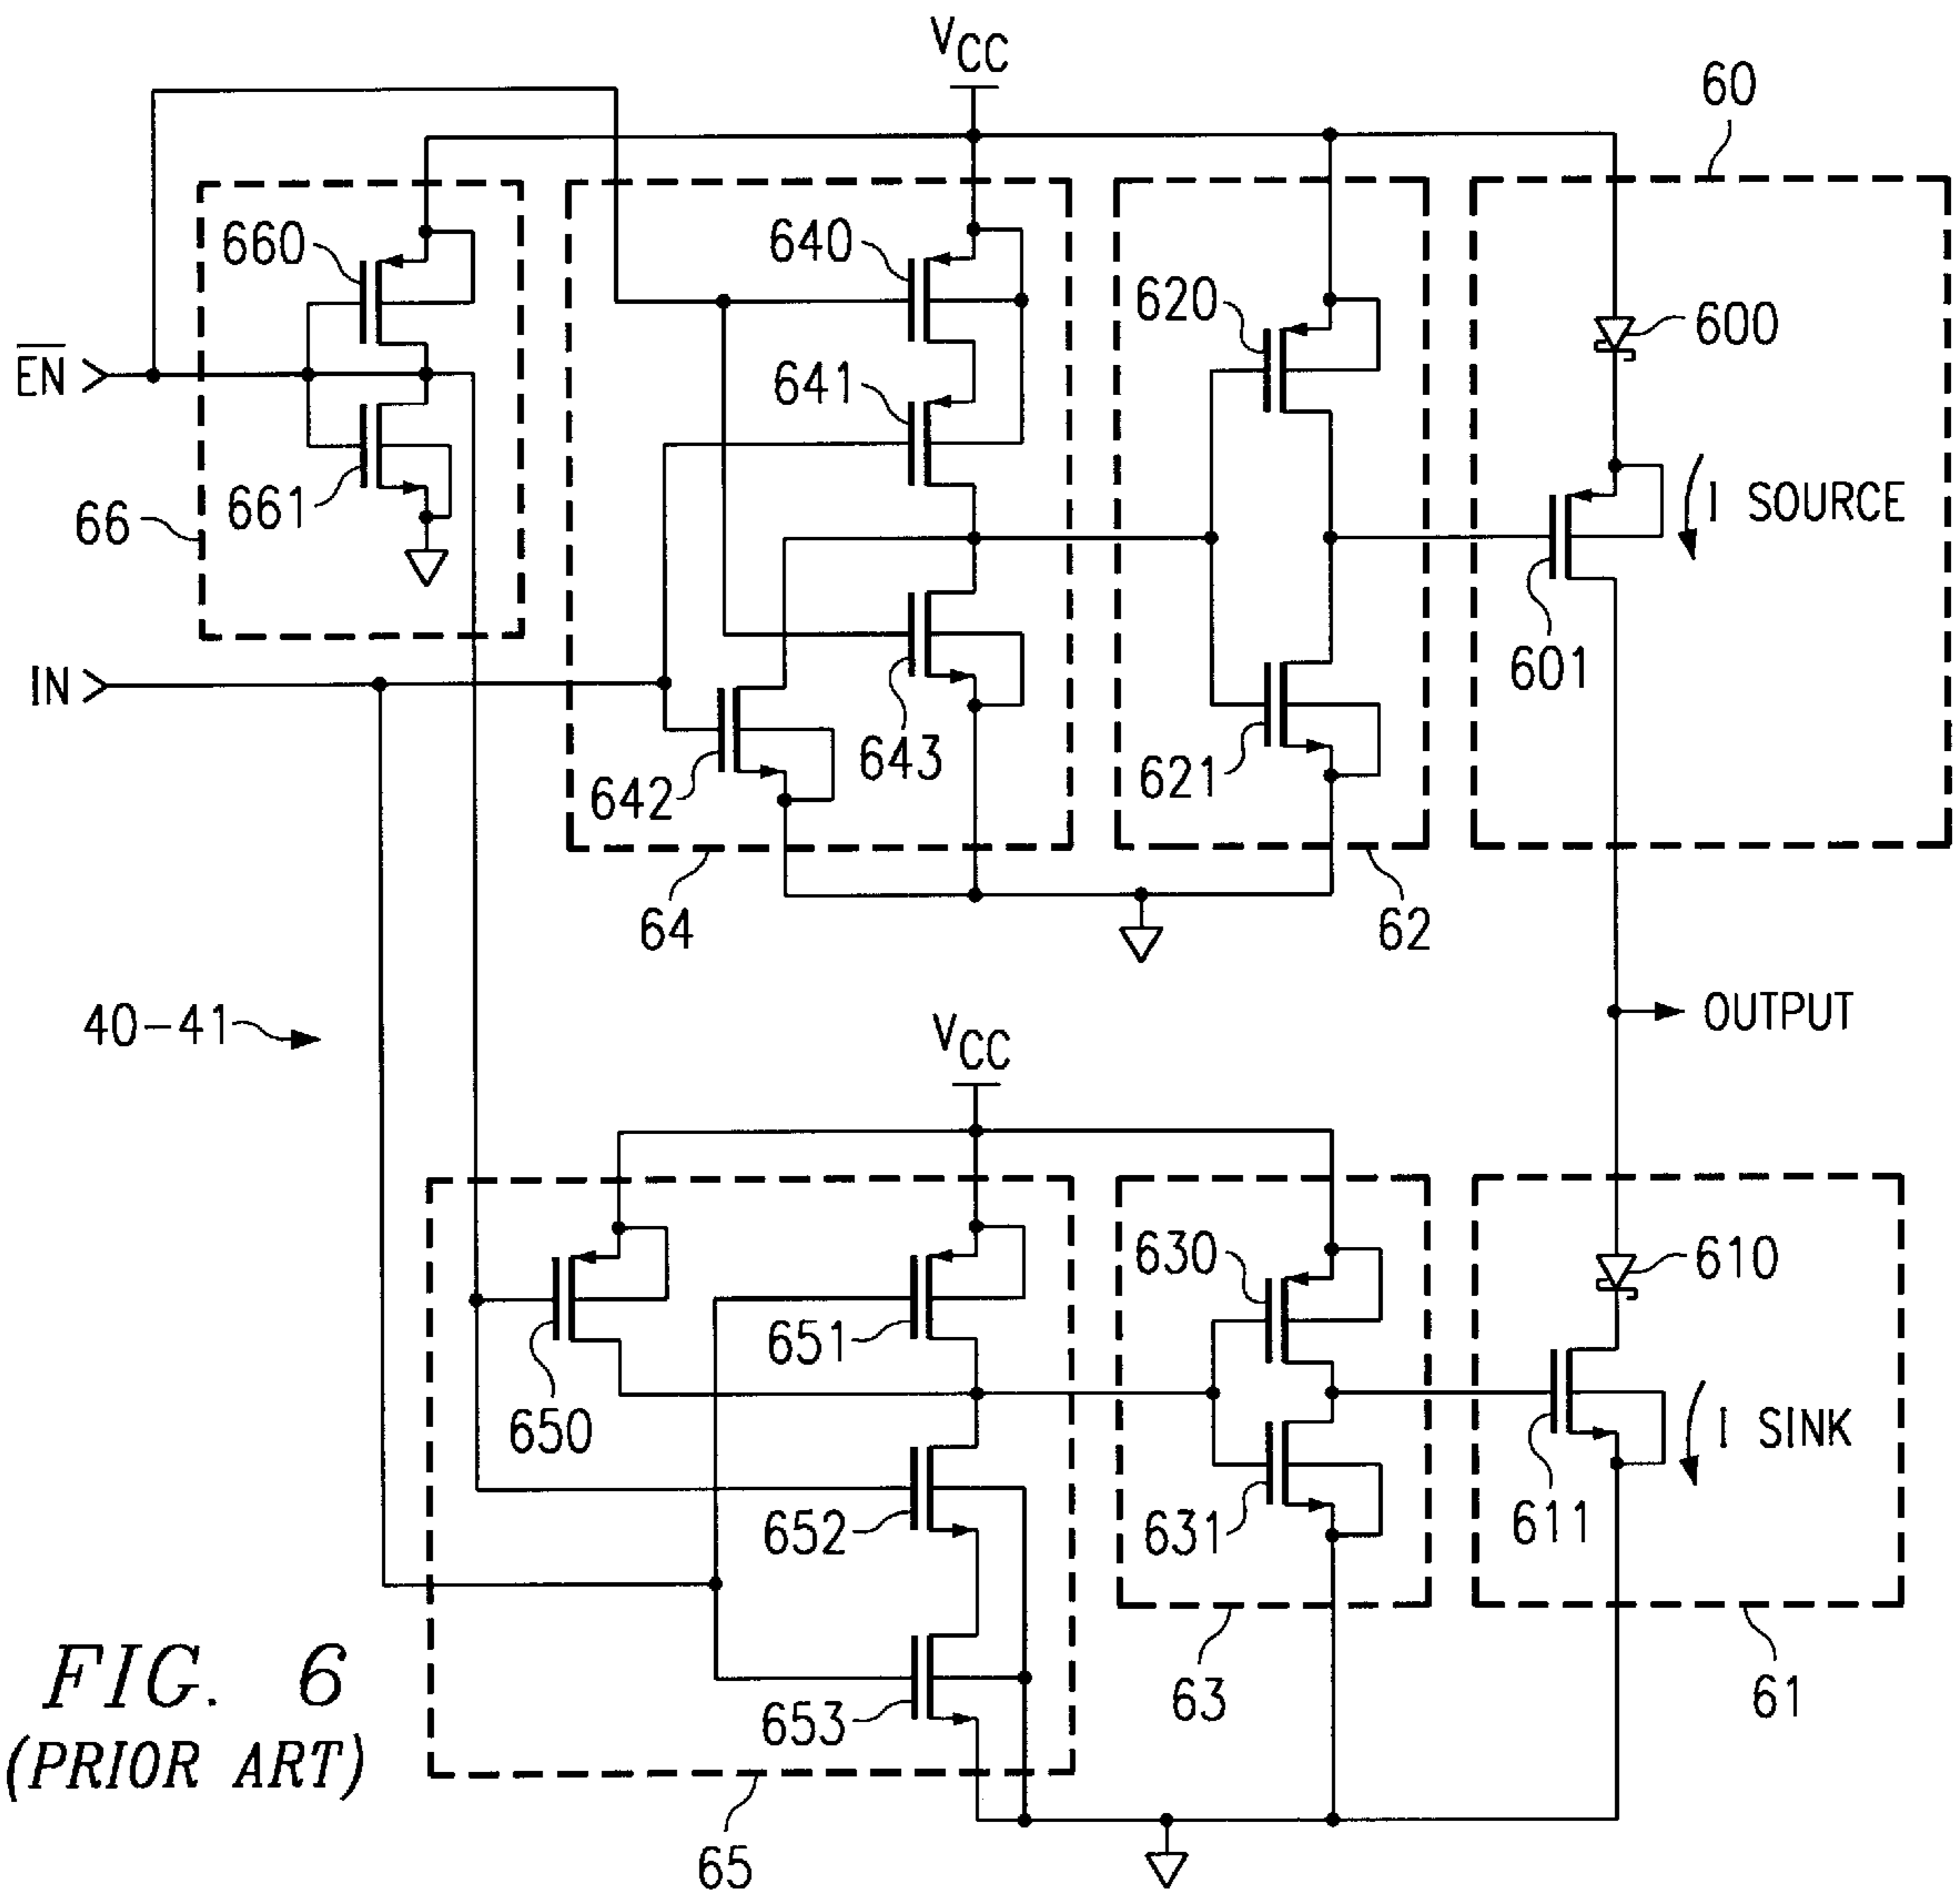 VCC
60
660
640
620
600
EN
641
I SOURCE
66
661
601
IN
643
642
621
64
62
40-41
OUTPUT
VCC
630
610
651
650
I SINK
652
631
611
653
63
61
FIG. 6
(PRIOR ART)
65